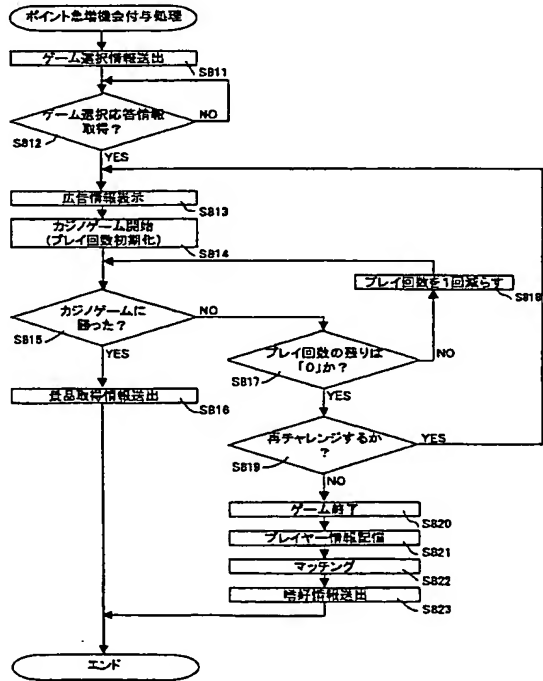 ポイント急増機会付与処理
ゲーム選択情報送出
S811
ゲーム選択応答情報
取得？
NO
S812
YES
広告情報表示
S813
カジノゲーム開始
(プレイ回数初期化)
S814
プレイ回数を1回減らす
S818
カジノゲームに
勝った？
NO
S815
YES
プレイ回数の残りは
「0」か？
NO
S817
YES
景品取得情報送出
S816
再チャレンジするか
？
YES
S819
NO
ゲーム終了
S820
プレイヤー情報配信
S821
マッチング
S822
嗜好情報送出
S823
エンド